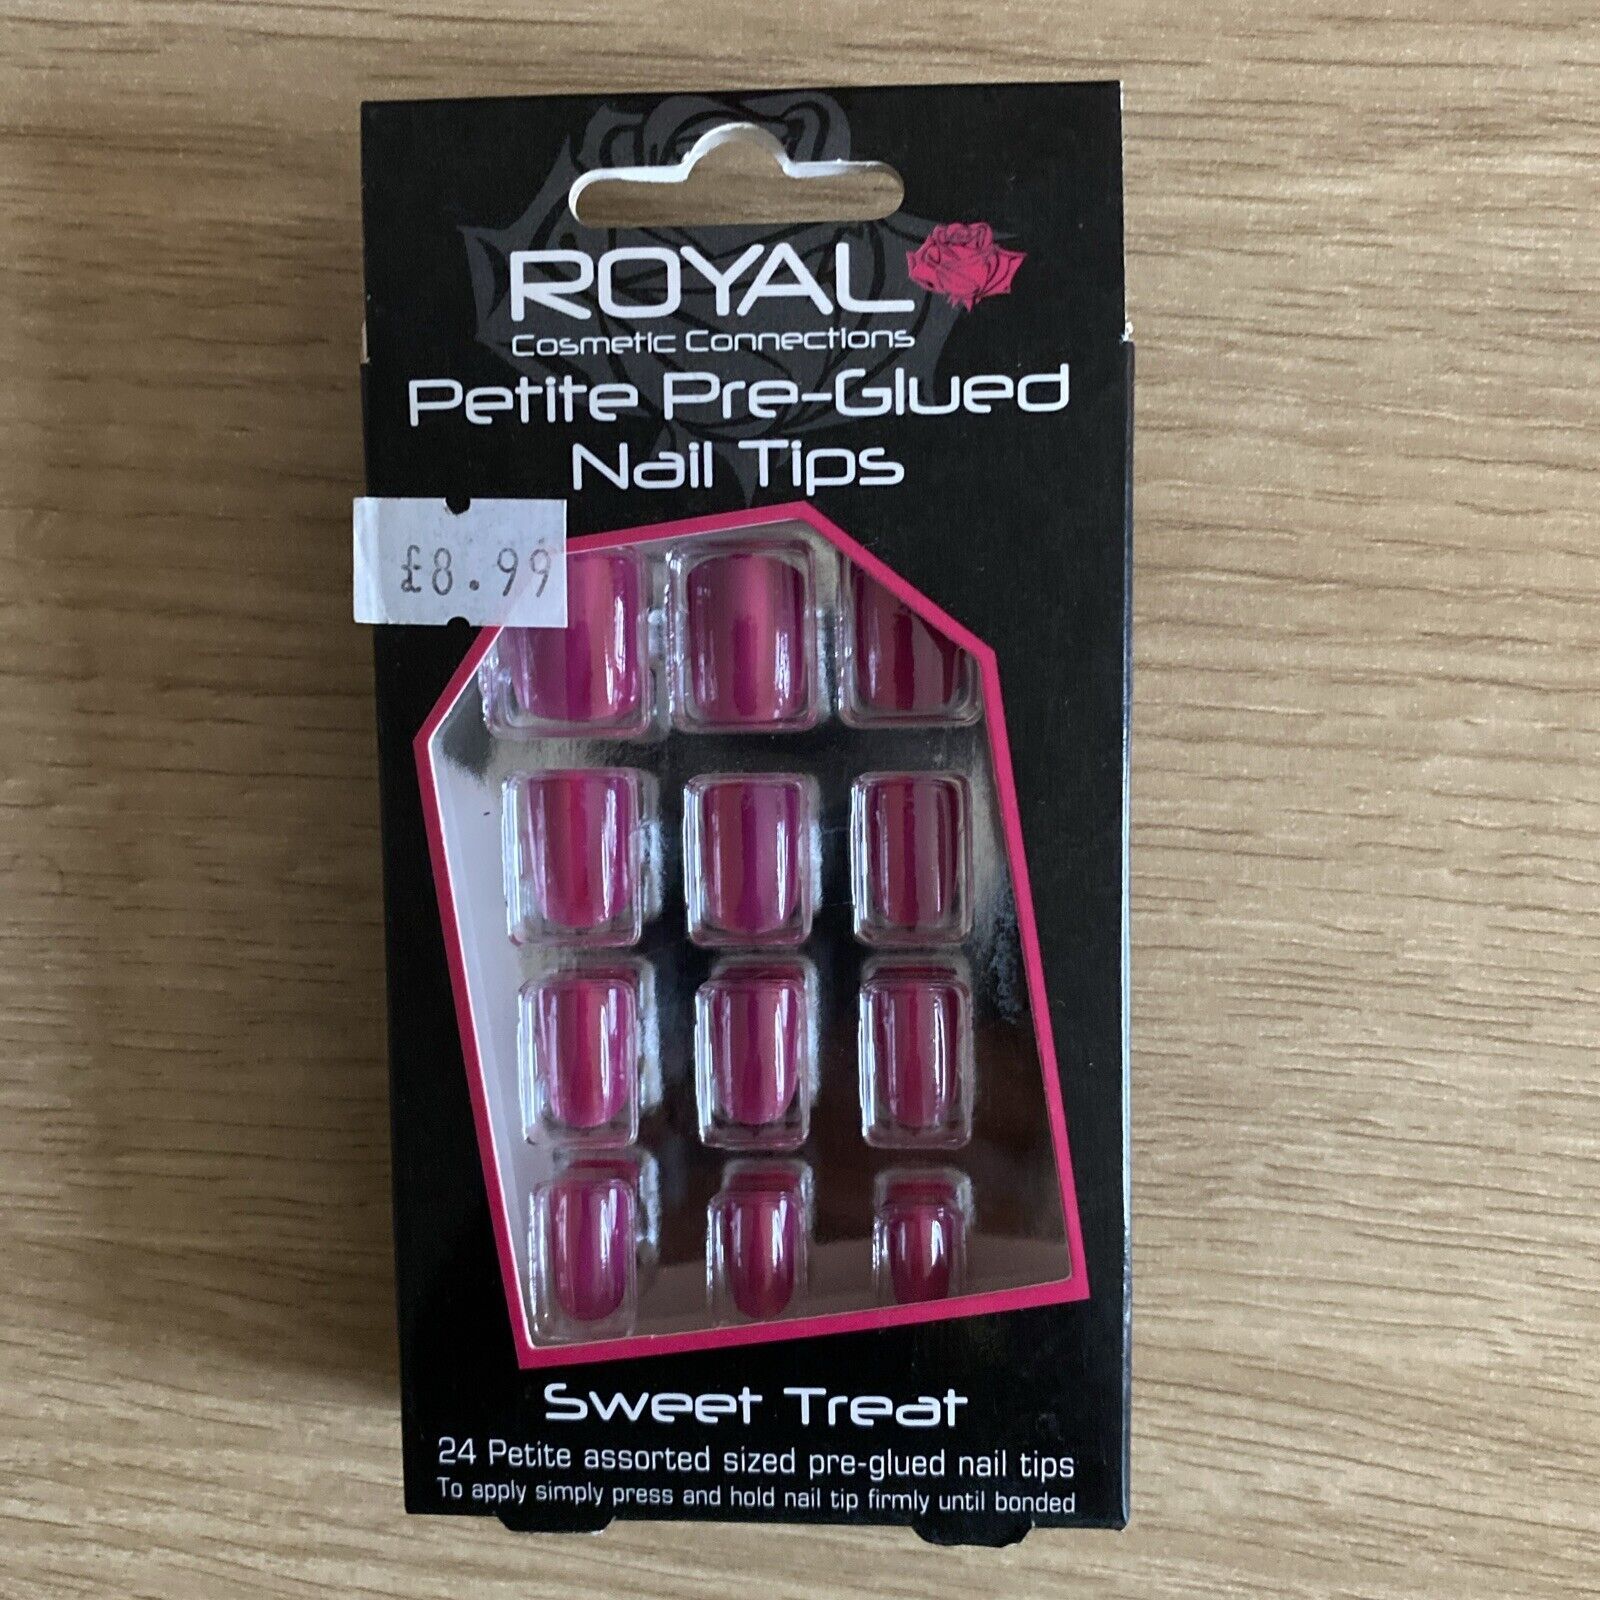 ROYAL
Cosmetic Connections
Petite Pre-Glued
Nail Tips
£8.99
Sweet Treat
24 Petite assorted sized pre-glued nail tips
To apply simply press and hold nail tip firmly until bonded